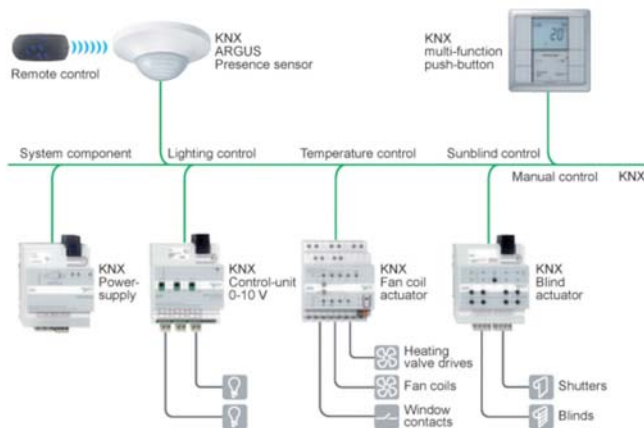 Remote control
KNX
ARGUS
Presence sensor
KNX
multi-function
push-button
20
System component
Lighting control
Temperature control
Sunblind control
Manual control
KNX
KNX
Power-
supply
KNX
Control-unit
0-10 V
KNX
Fan coil
actuator
KNX
Blind
actuator
Heating
valve drives
Fan coils
Window
contacts
Shutters
Blinds